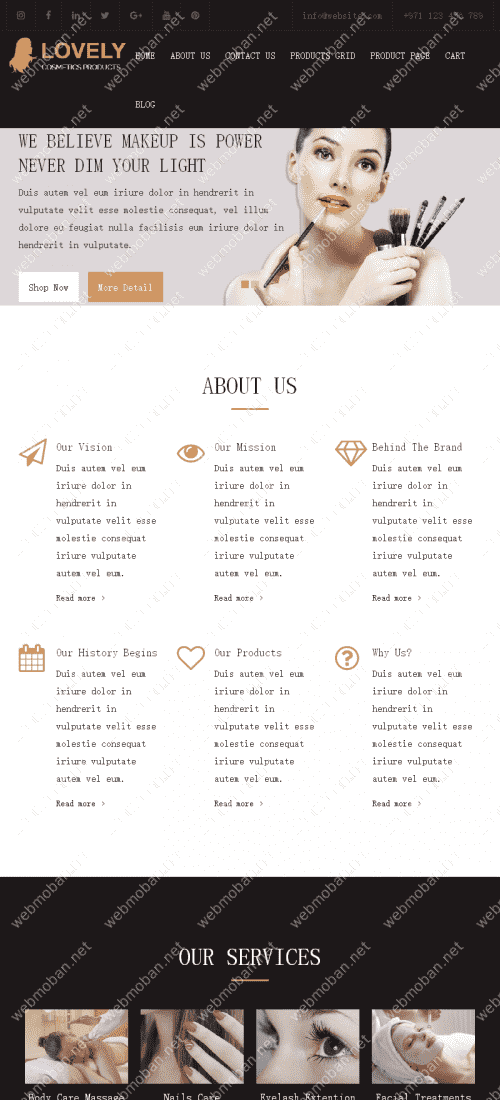 info@website.com
+971 123 456 789
LOVELY
COSMETICS PRODUCTS
HOME
ABOUT US
CONTACT US
PRODUCTS GRID
PRODUCT PAGE
CART
BLOG
WE BELIEVE MAKEUP IS POWER
NEVER DIM YOUR LIGHT
Duis autem vel eum iriure dolor in hendrerit in
vulputate velit esse molestie consequat, vel illum
dolore eu feugiat nulla facilisis eum iriure dolor in
hendrerit in vulputate.
Shop Now
More Detail
ABOUT US
Our Vision
Duis autem vel eum
iriure dolor in
hendrerit in
vulputate velit esse
molestie consequat
iriure vulputate
autem vel eum.
Read more >
Our Mission
Duis autem vel eum
iriure dolor in
hendrerit in
vulputate velit esse
molestie consequat
iriure vulputate
autem vel eum.
Read more >
Behind The Brand
Duis autem vel eum
iriure dolor in
hendrerit in
vulputate velit esse
molestie consequat
iriure vulputate
autem vel eum.
Read more >
Our History Begins
Duis autem vel eum
iriure dolor in
hendrerit in
vulputate velit esse
molestie consequat
iriure vulputate
autem vel eum.
Read more >
Our Products
Duis autem vel eum
iriure dolor in
hendrerit in
vulputate velit esse
molestie consequat
iriure vulputate
autem vel eum.
Read more >
Why Us?
Duis autem vel eum
iriure dolor in
hendrerit in
vulputate velit esse
molestie consequat
iriure vulputate
autem vel eum.
Read more >
OUR SERVICES
Body Care Massage
Nails Care
Eyelash Extention
Facial Treatments
webmoban.net